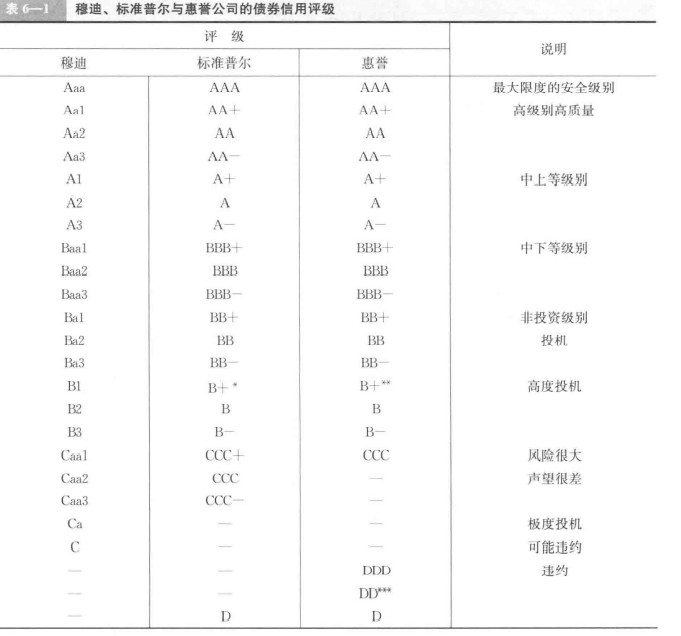 表 6—1 穆迪、标准普尔与惠誉公司的债券信用评级
评 级 说明
穆迪 标准普尔 惠誉
Aaa AAA AAA 最大限度的安全级别
Aa1 AA+ AA+ 高级别高质量
Aa2 AA AA
Aa3 AA— AA—
A1 A+ A+ 中上等级别
A2 A A
A3 A— A—
Baa1 BBB+ BBB+ 中下等级别
Baa2 BBB BBB
Baa3 BBB— BBB—
Ba1 BB+ BB+ 非投资级别
Ba2 BB BB 投机
Ba3 BB— BB—
B1 B+* B+** 高度投机
B2 B B
B3 B— B—
Caa1 CCC+ CCC 风险很大
Caa2 CCC — 声望很差
Caa3 CCC— —
Ca — — 极度投机
C — — 可能违约
— — DDD 违约
— — DD***
— D D